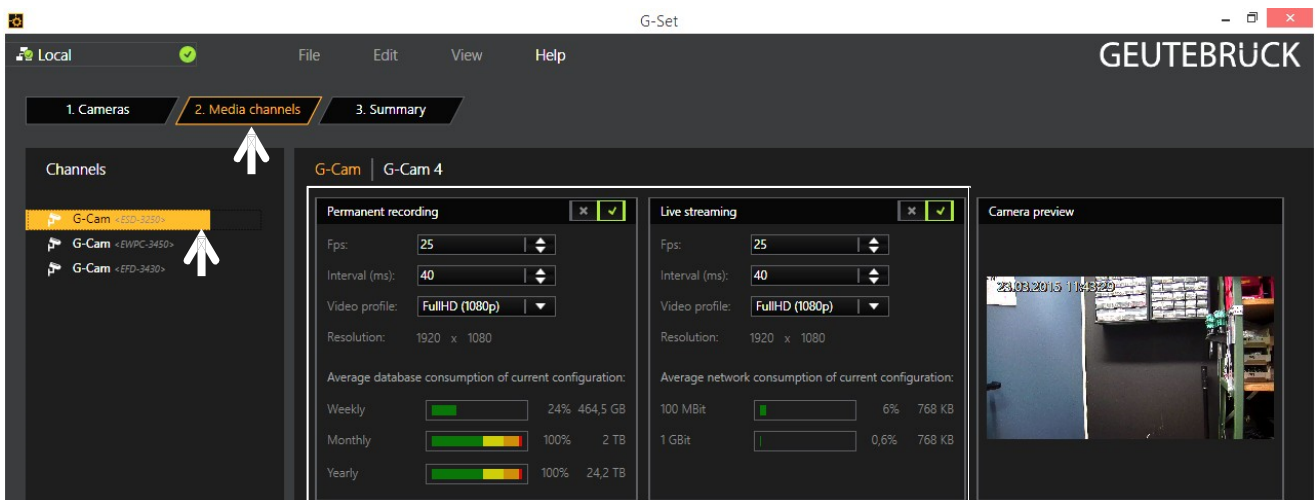 G-Set
Local File Edit View Help GEUTEBRÜCK
1. Cameras 2. Media channels 3. Summary
Channels
G-Cam <ESD-3250>
G-Cam <EWPC-3450>
G-Cam <EFD-3430>
G-Cam | G-Cam 4
Permanent recording
Fps: 25
Interval (ms): 40
Video profile: FullHD (1080p)
Resolution: 1920 x 1080
Average database consumption of current configuration:
Weekly 24% 464,5 GB
Monthly 100% 2 TB
Yearly 100% 24,2 TB
Live streaming
Fps: 25
Interval (ms): 40
Video profile: FullHD (1080p)
Resolution: 1920 x 1080
Average network consumption of current configuration:
100 MBit 6% 768 KB
1 GBit 0,6% 768 KB
Camera preview
23.03.2015 11:43:29